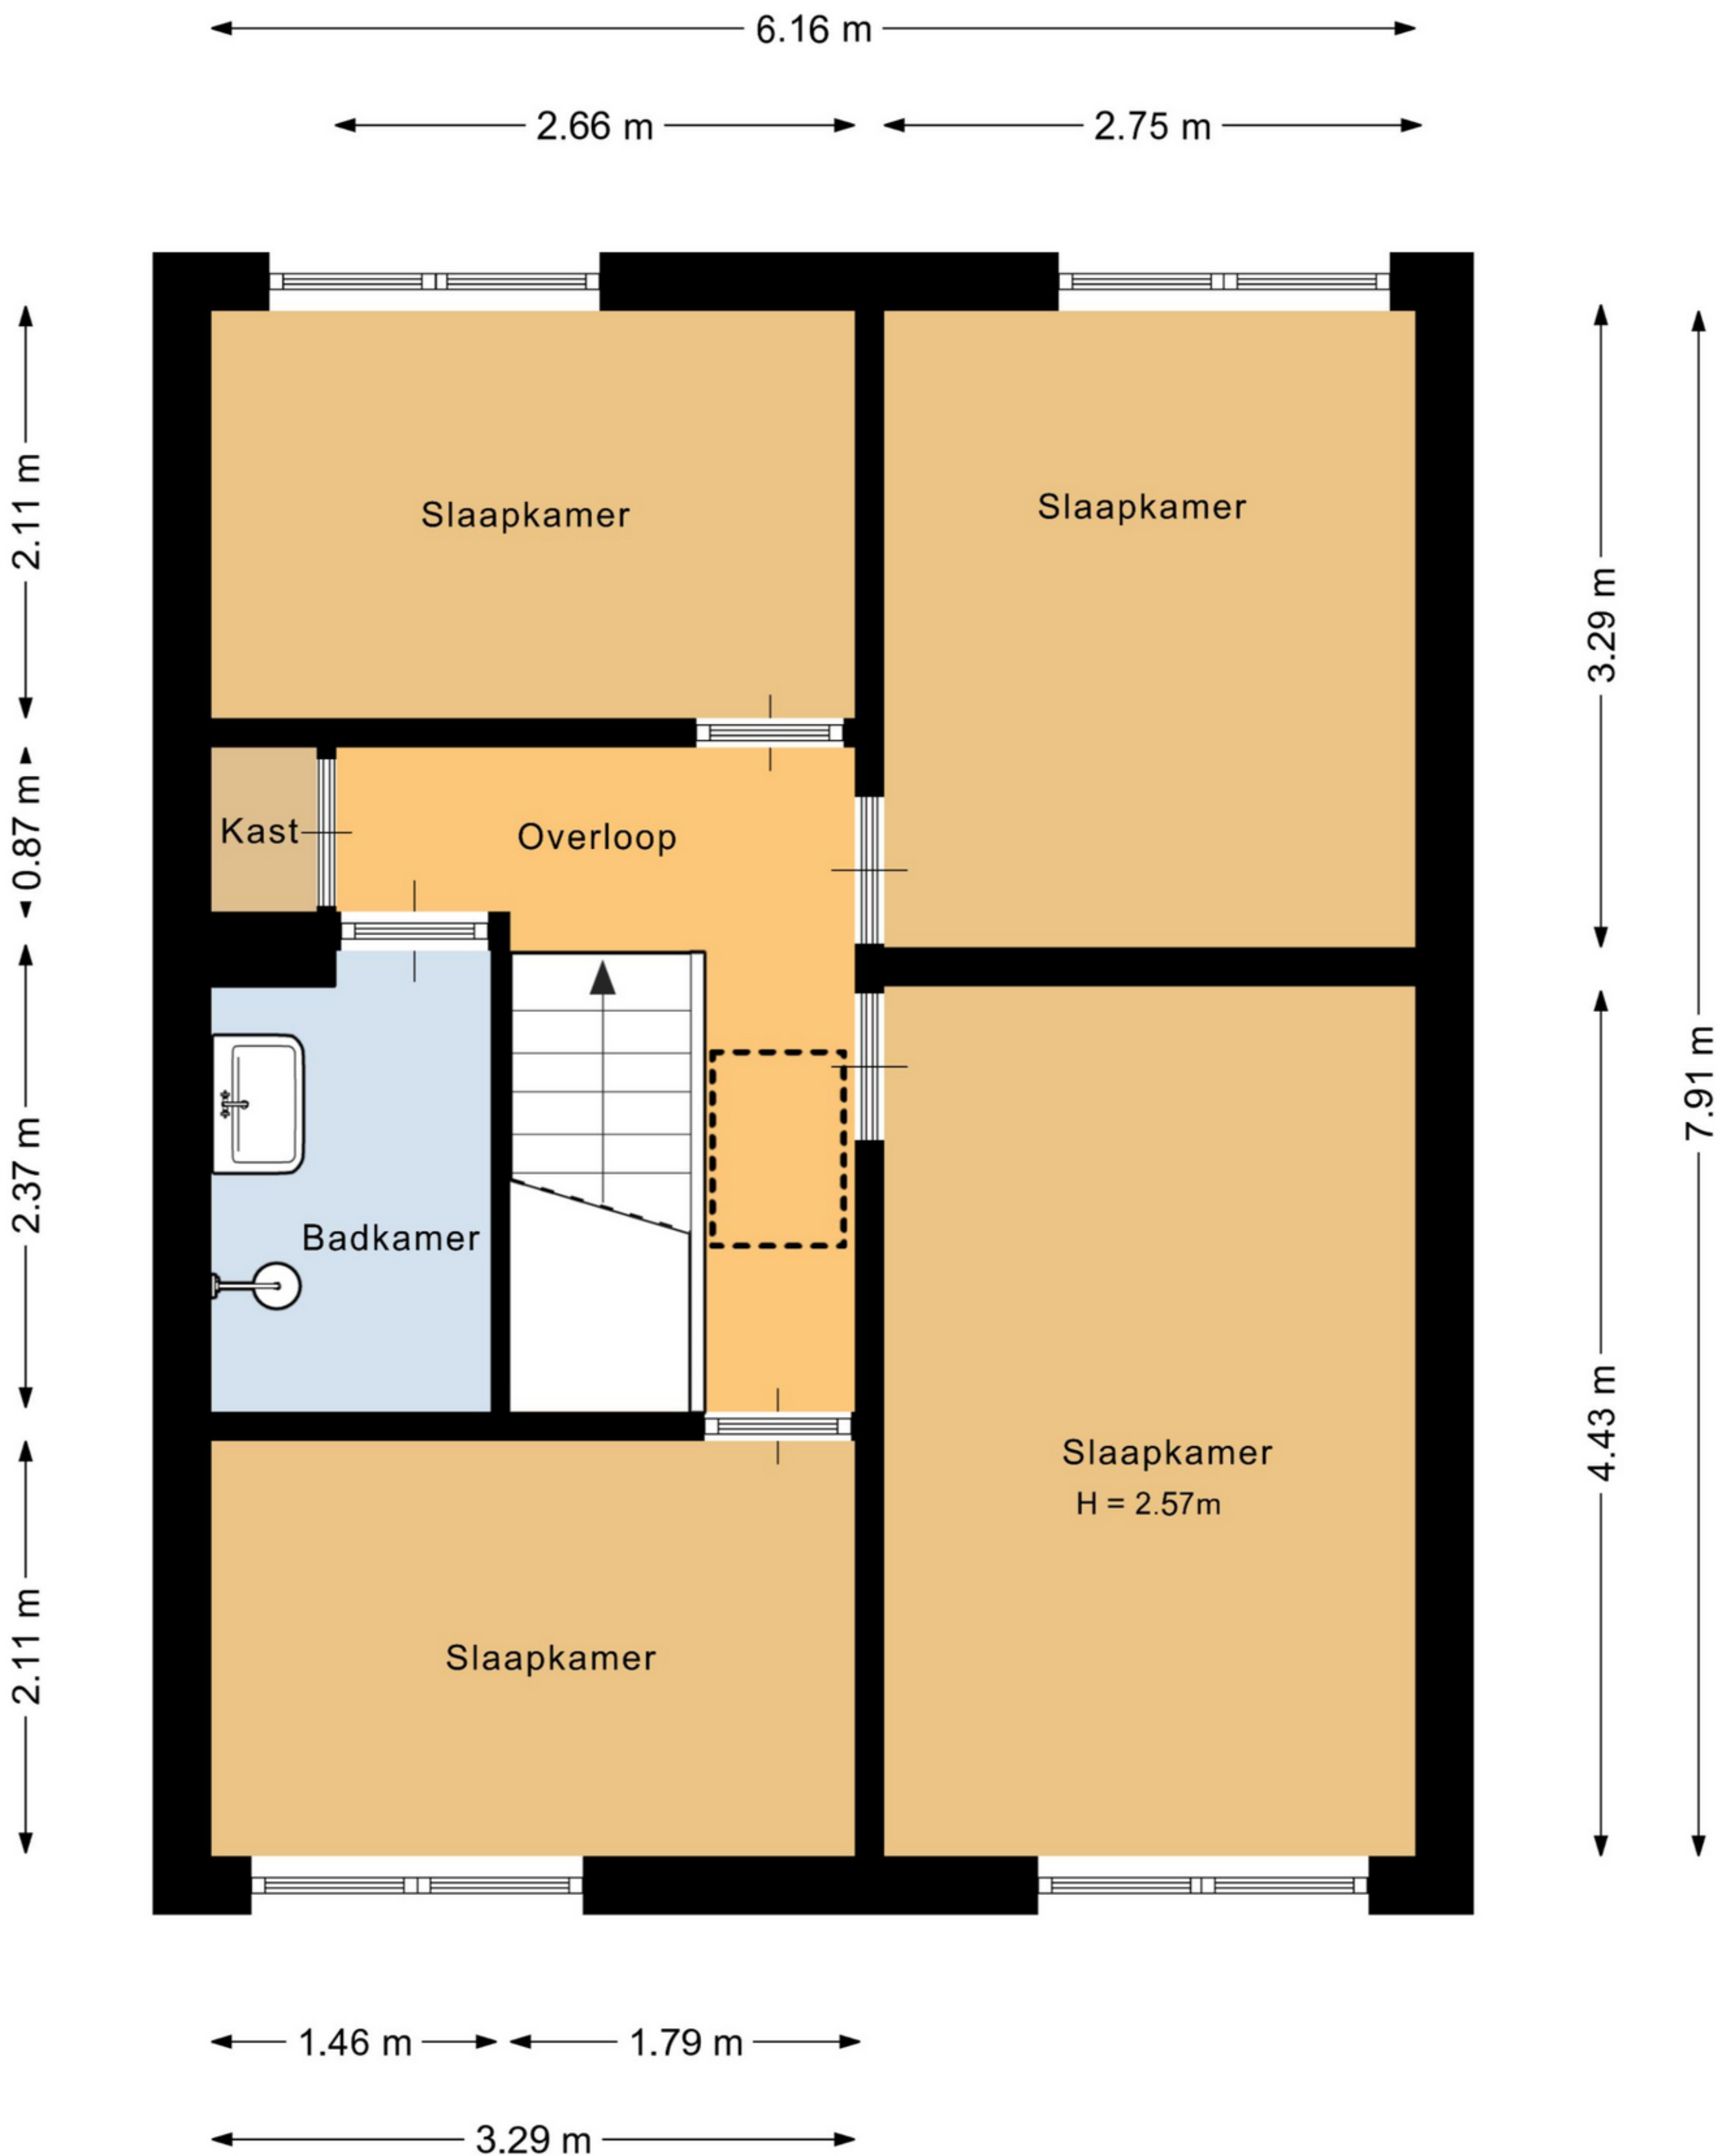 6.16 m
2.66 m
2.75 m
2.11 m
Slaapkamer
Slaapkamer
3.29 m
0.87 m
Kast
Overloop
7.91 m
2.37 m
Badkamer
4.43 m
Slaapkamer
H = 2.57m
2.11 m
Slaapkamer
1.46 m
1.79 m
3.29 m